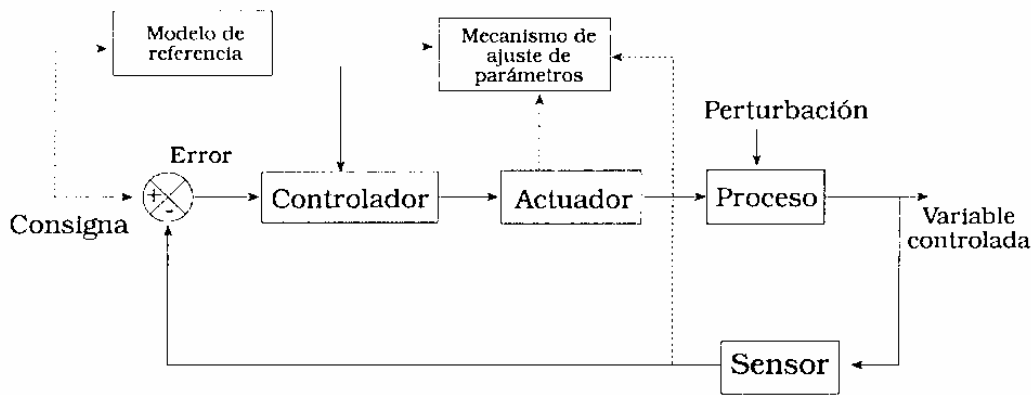 Modelo de
referencia
Mecanismo de
ajuste de
parámetros
Perturbación
Error
+
-
Controlador
Actuador
Proceso
Consigna
Variable
controlada
Sensor